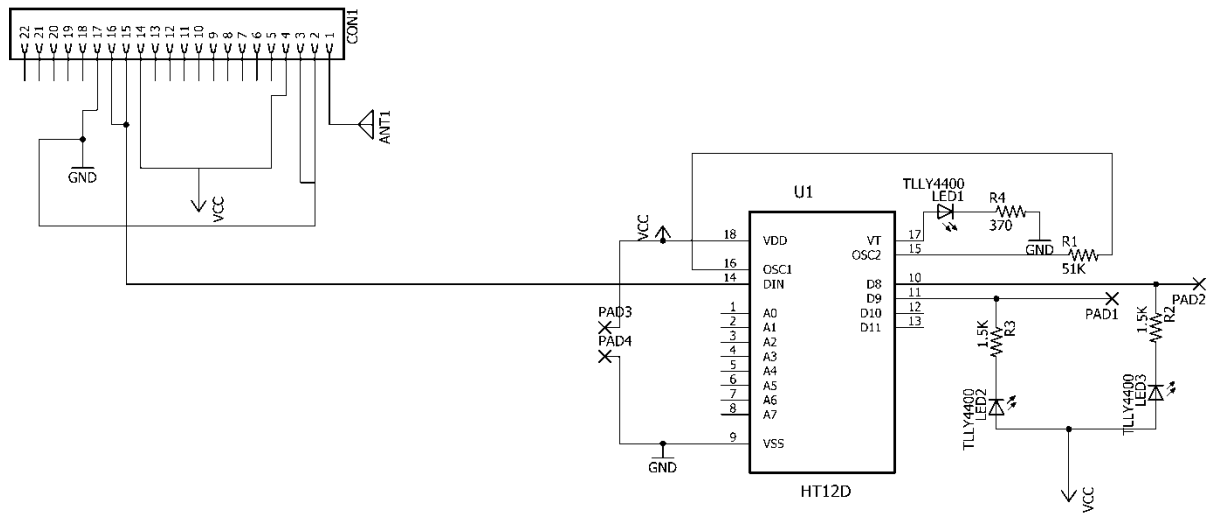 22 21 20 19 18 17 16 15 14 13 12 11 10 9 8 7 6 5 4 3 2 1
CON1
ANT1
GND
VCC
U1
TLLY4400
LED1
R4
370
GND
R1
51K
VCC
18 VDD
16 OSC1
14 DIN
1 A0
2 A1
3 A2
4 A3
5 A4
6 A5
7 A6
8 A7
9 VSS
VT 17
OSC2 15
D8 10
D9 11
D10 12
D11 13
PAD3
PAD4
GND
PAD2
PAD1
1.5K
R3
1.5K
R2
TLLY4400
LED2
TLLY4400
LED3
VCC
HT12D